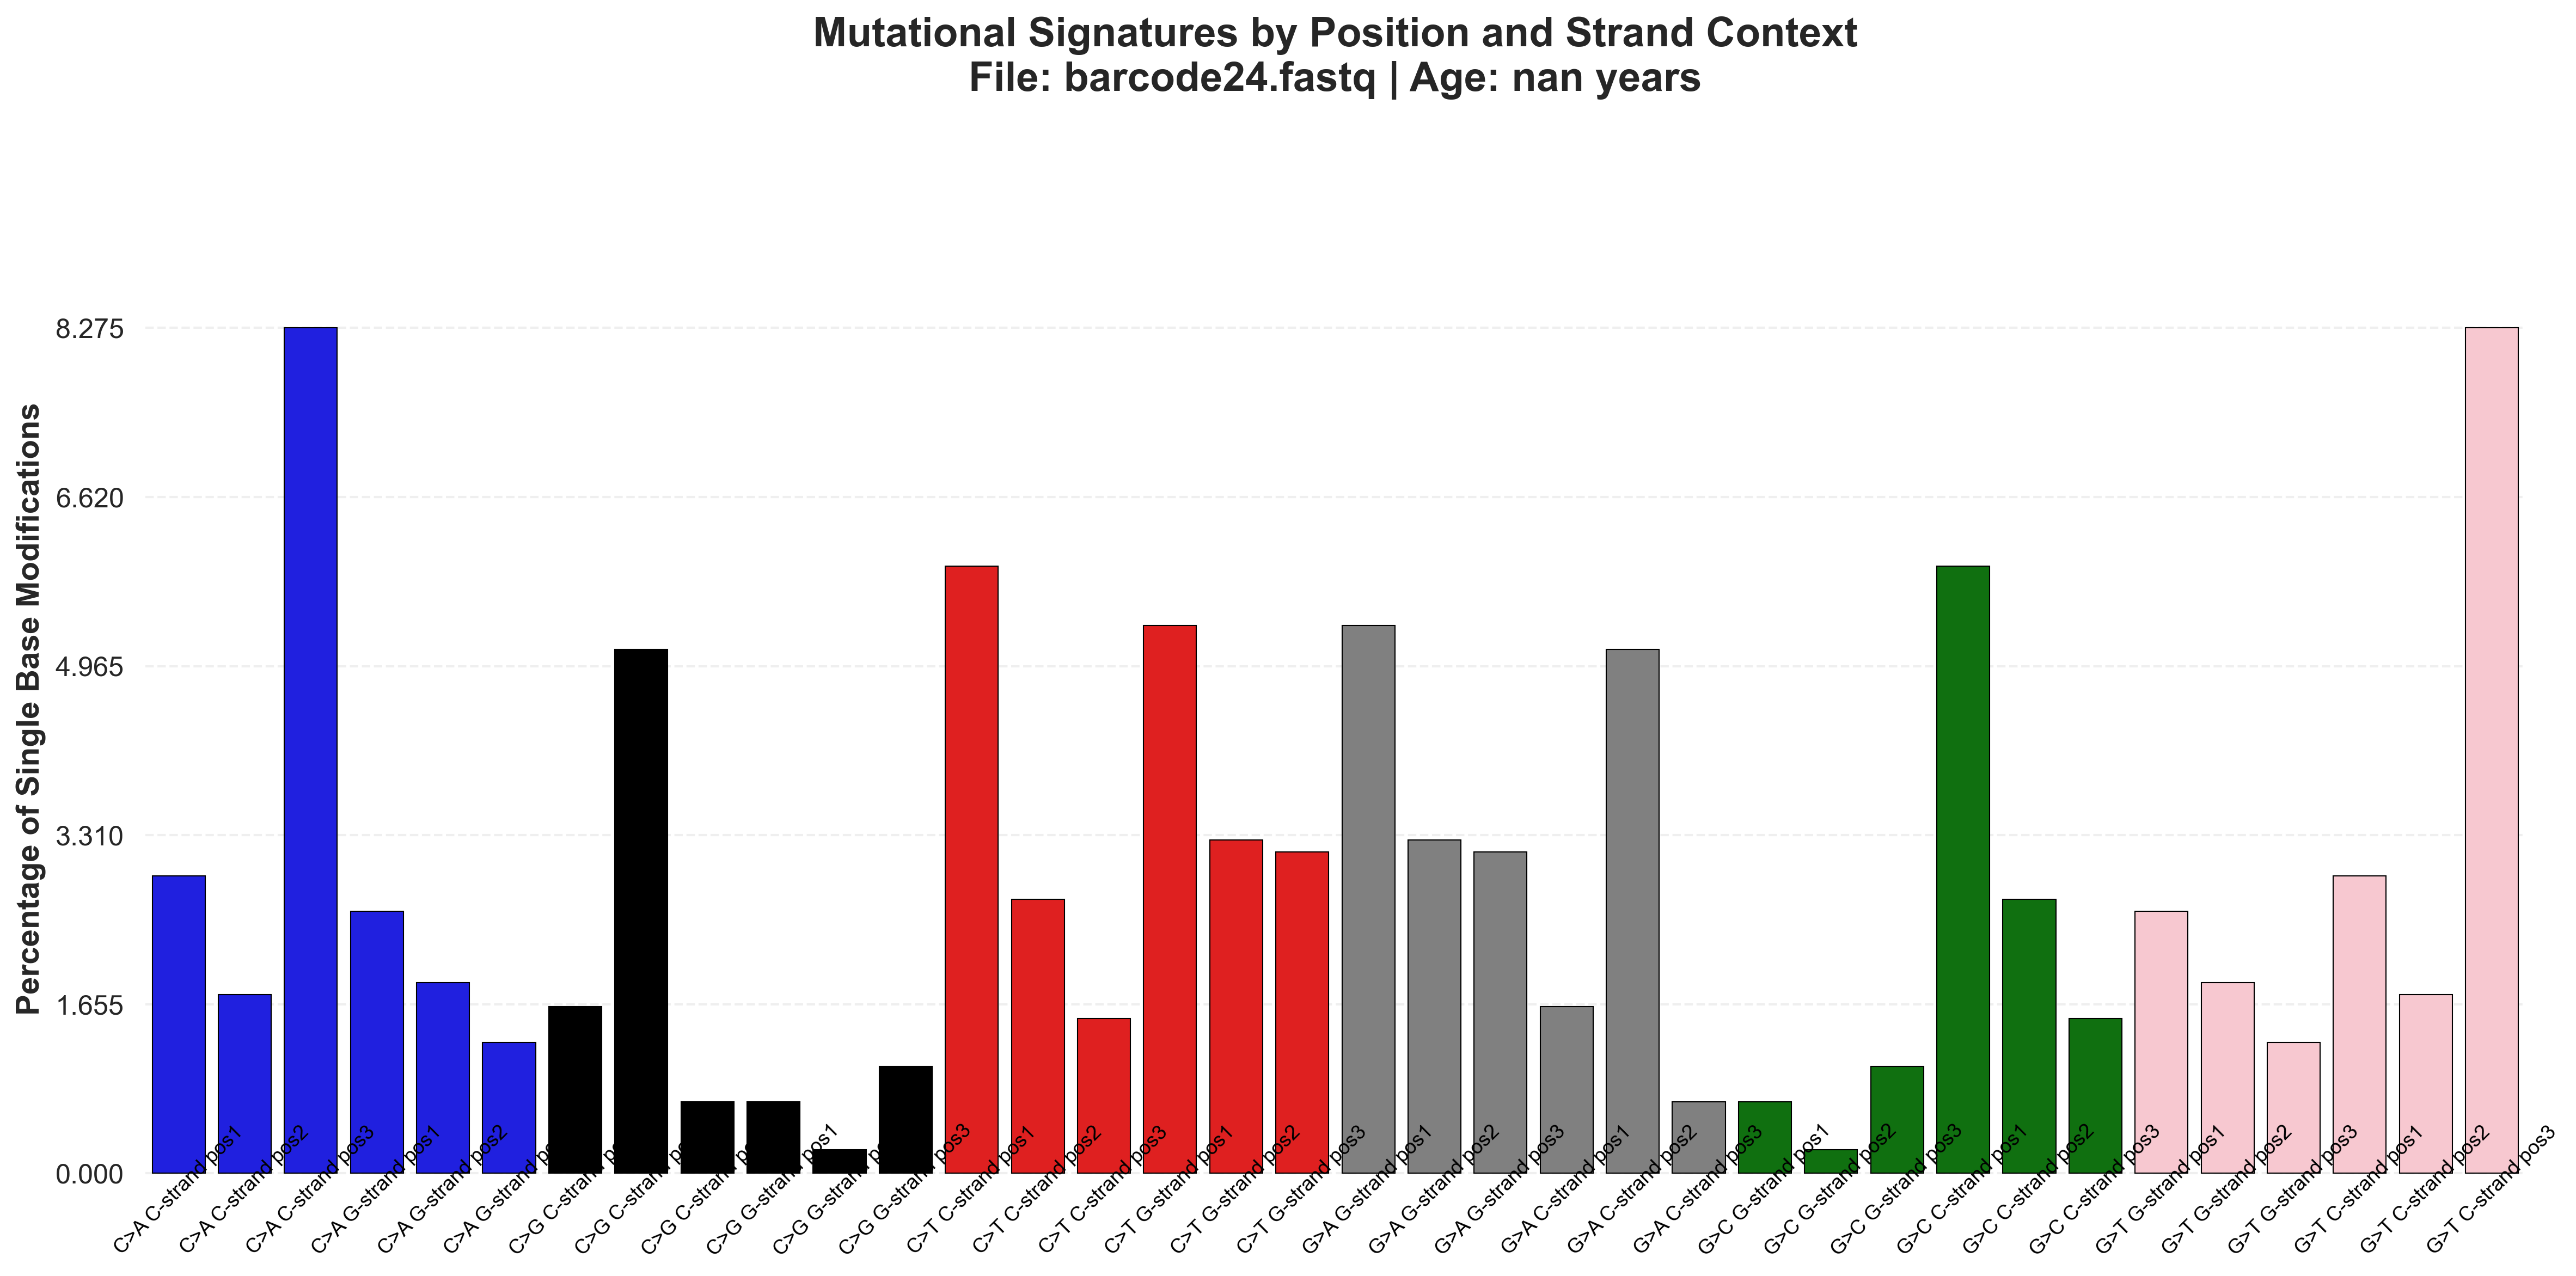 Mutational Signatures by Position and Strand Context
File: barcode24.fastq | Age: nan years
Percentage of Single Base Modifications
8.275
6.620
4.965
3.310
1.655
0.000
C>A C-strand pos1
C>A C-strand pos2
C>A C-strand pos3
C>A G-strand pos1
C>A G-strand pos2
C>A G-strand
C>G C-strand
C>G C-strand
C>G C-strand
C>G G-strand pos1
C>G G-strand
C>G G-strand pos3
C>T C-strand pos1
C>T C-strand pos2
C>T C-strand pos3
C>T G-strand pos1
C>T G-strand pos2
C>T G-strand pos3
G>A G-strand pos1
G>A G-strand pos2
G>A G-strand pos3
G>A C-strand pos1
G>A C-strand pos2
G>A C-strand pos3
G>C G-strand pos1
G>C G-strand pos2
G>C G-strand pos3
G>C C-strand pos1
G>C C-strand pos2
G>C C-strand pos3
G>T G-strand pos1
G>T G-strand pos2
G>T G-strand pos3
G>T C-strand pos1
G>T C-strand pos2
G>T C-strand pos3